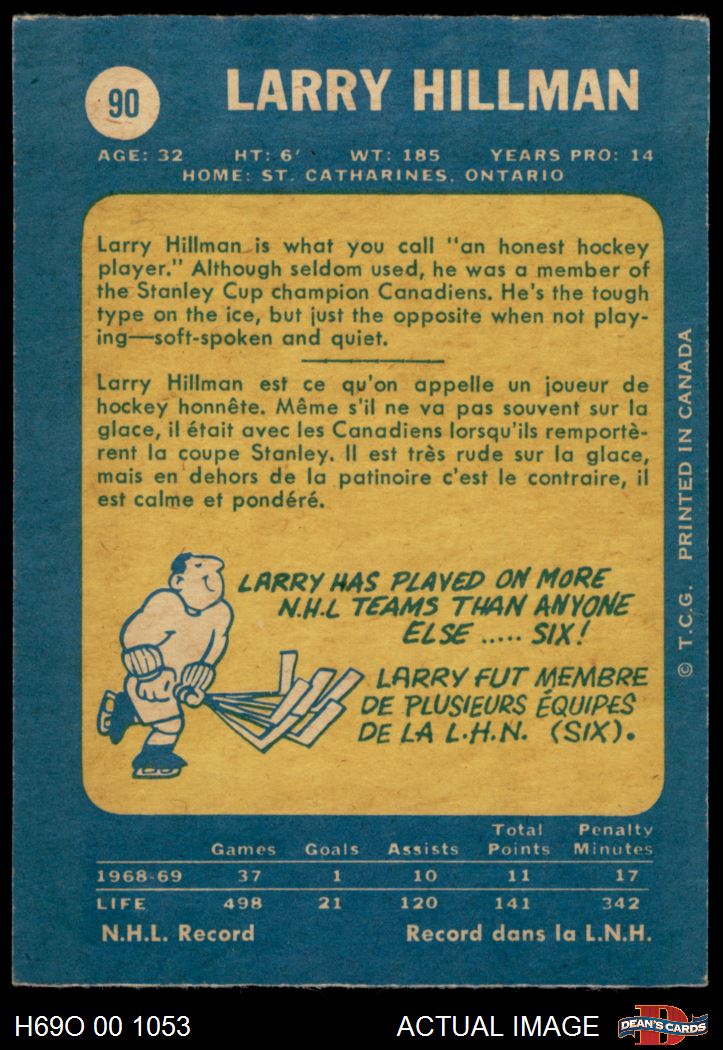 90
LARRY HILLMAN
AGE: 32 HT: 6' WT: 185 YEARS PRO: 14
HOME: ST. CATHARINES, ONTARIO
Larry Hillman is what you call "an honest hockey
player." Although seldom used, he was a member of
the Stanley Cup champion Canadiens. He's the tough
type on the ice, but just the opposite when not play-
ing—soft-spoken and quiet.
Larry Hillman est ce qu'on appelle un joueur de
hockey honnête. Même s'il ne va pas souvent sur la
glace, il était avec les Canadiens lorsqu'ils remportè-
rent la coupe Stanley. Il est très rude sur la glace,
mais en dehors de la patinoire c'est le contraire, il
est calme et pondéré.
LARRY HAS PLAYED ON MORE
N.H.L TEAMS THAN ANYONE
ELSE ..... SIX!
LARRY FUT MEMBRE
DE PLUSIEURS ÉQUIPES
DE LA L.H.N. (SIX).
© T.C.G. PRINTED IN CANADA
Total Penalty
Games Goals Assists Points Minutes
1968-69 37 1 10 11 17
LIFE 498 21 120 141 342
N.H.L. Record Record dans la L.N.H.
H69O 00 1053 ACTUAL IMAGE
D
DEAN'S CARDS